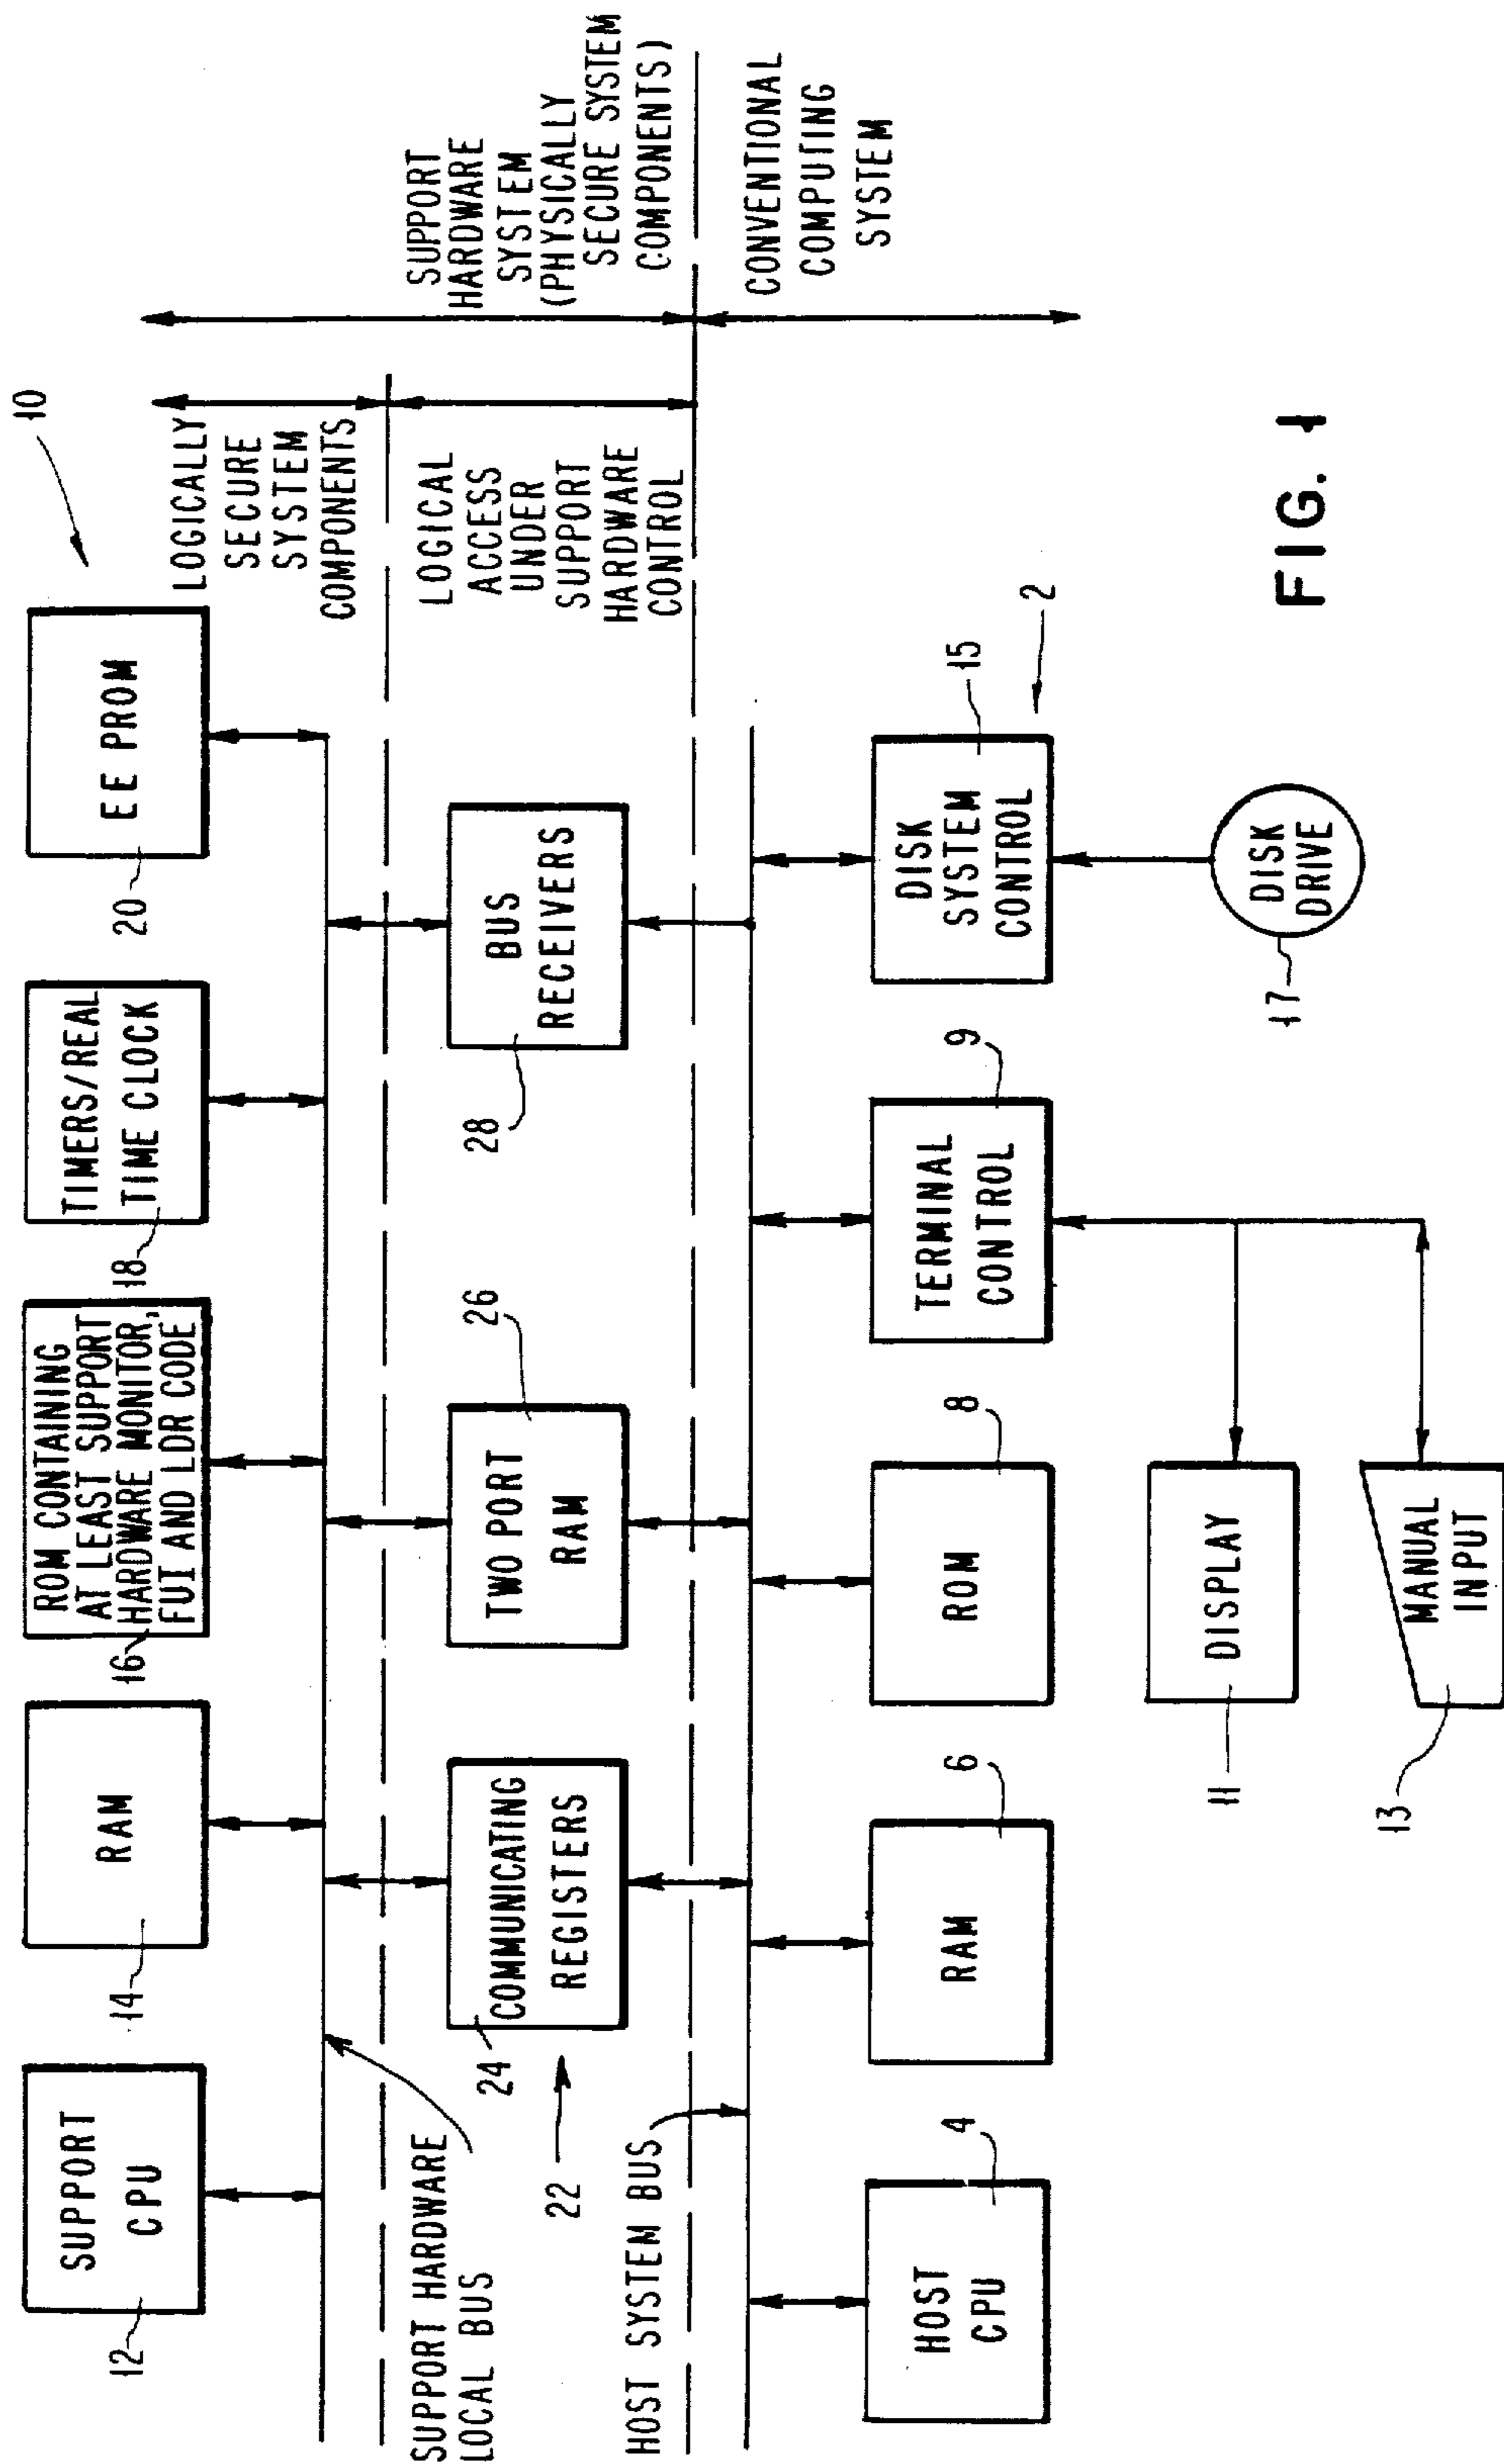 10
SUPPORT
CPU
12
RAM
14
ROM CONTAINING
AT LEAST SUPPORT
HARDWARE MONITOR,
FUI AND LDR CODE
16
TIMERS/REAL
TIME CLOCK
18
EE PROM
20
LOGICALLY
SECURE
SYSTEM
COMPONENTS
SUPPORT HARDWARE
LOCAL BUS
22
COMMUNICATING
REGISTERS
24
TWO PORT
RAM
26
BUS
RECEIVERS
28
LOGICAL
ACCESS
UNDER
SUPPORT
HARDWARE
CONTROL
SUPPORT
HARDWARE
SYSTEM
(PHYSICALLY
SECURE SYSTEM
COMPONENTS)
HOST SYSTEM BUS
HOST
CPU
4
RAM
6
ROM
8
TERMINAL
CONTROL
9
DISK
SYSTEM
CONTROL
15
2
CONVENTIONAL
COMPUTING
SYSTEM
DISPLAY
11
MANUAL
INPUT
13
DISK
DRIVE
17
FIG. 1